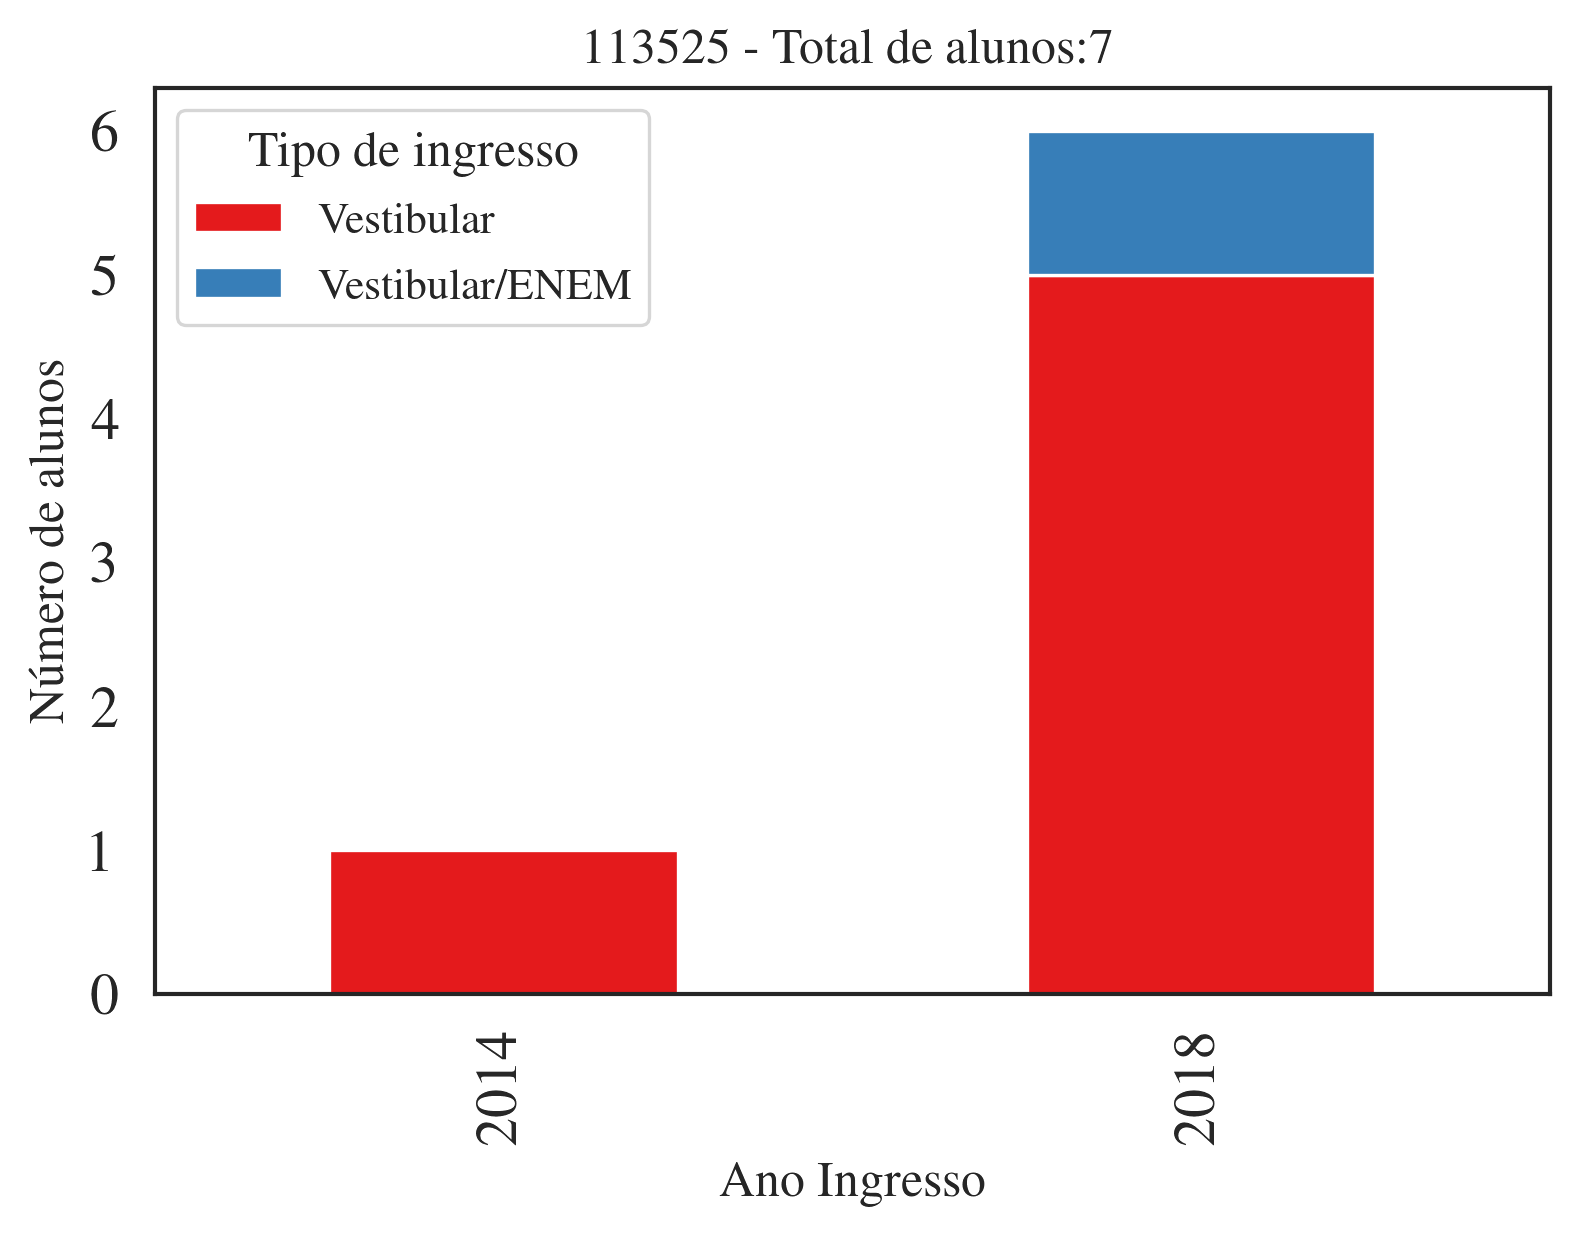 113525 - Total de alunos:7
Tipo de ingresso
Vestibular
Vestibular/ENEM
Número de alunos
6
5
4
3
2
1
0
2014
2018
Ano Ingresso